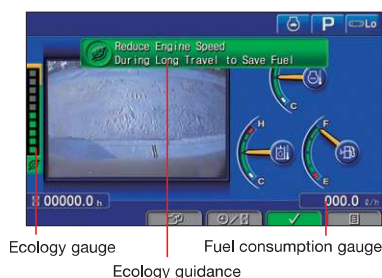 P
Lo
Reduce Engine Speed
During Long Travel to Save Fuel
C
H
C
F
E
00000.0 h
000.0 ℓ/h
Ecology gauge
Fuel consumption gauge
Ecology guidance